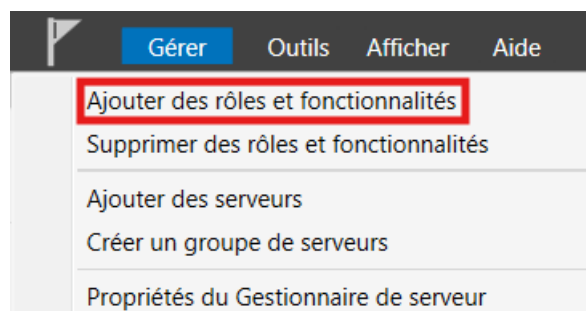 Gérer Outils Afficher Aide
Ajouter des rôles et fonctionnalités
Supprimer des rôles et fonctionnalités
Ajouter des serveurs
Créer un groupe de serveurs
Propriétés du Gestionnaire de serveur